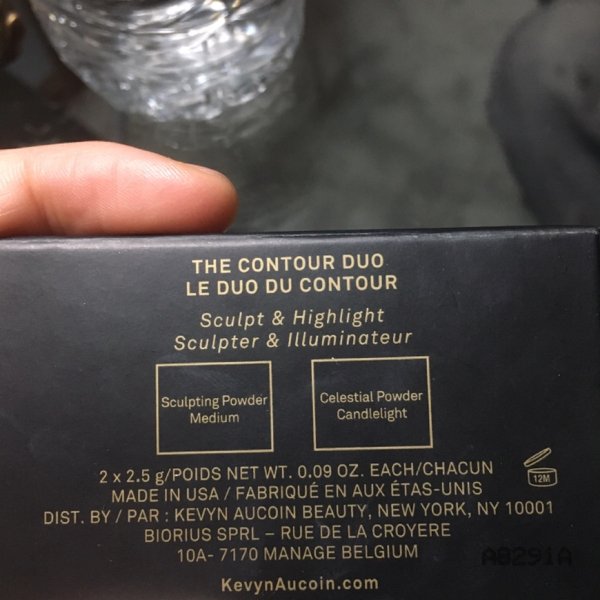 THE CONTOUR DUO
LE DUO DU CONTOUR
Sculpt & Highlight
Sculpter & Illuminateur
Sculpting Powder
Medium
Celestial Powder
Candlelight
2 x 2.5 g/POIDS NET WT. 0.09 OZ. EACH/CHACUN
12M
MADE IN USA / FABRIQUÉ EN AUX ÉTAS-UNIS
DIST. BY / PAR : KEVYN AUCOIN BEAUTY, NEW YORK, NY 10001
BIORIUS SPRL – RUE DE LA CROYERE
10A- 7170 MANAGE BELGIUM
A8291A
KevynAucoin.com